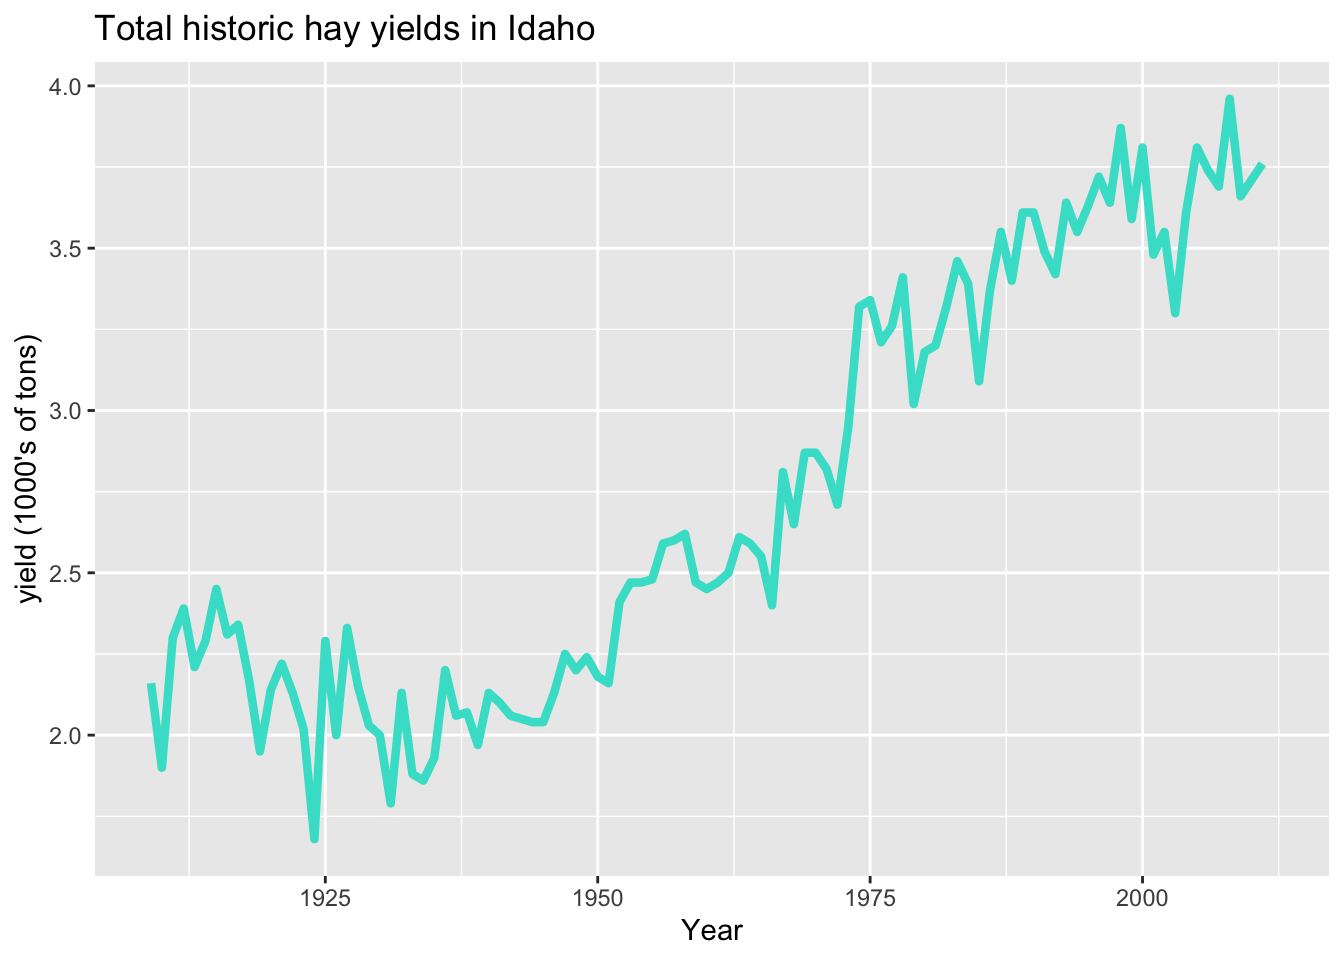 Total historic hay yields in Idaho
4.0
3.5
3.0
2.5
2.0
yield (1000's of tons)
1925 1950 1975 2000
Year